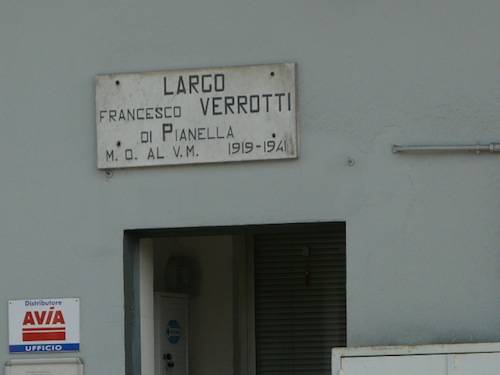 LARGO
FRANCESCO VERROTTI
DI PIANELLA
M. O. AL V.M. 1919-1941
Distributore
AVIA
UFFICIO